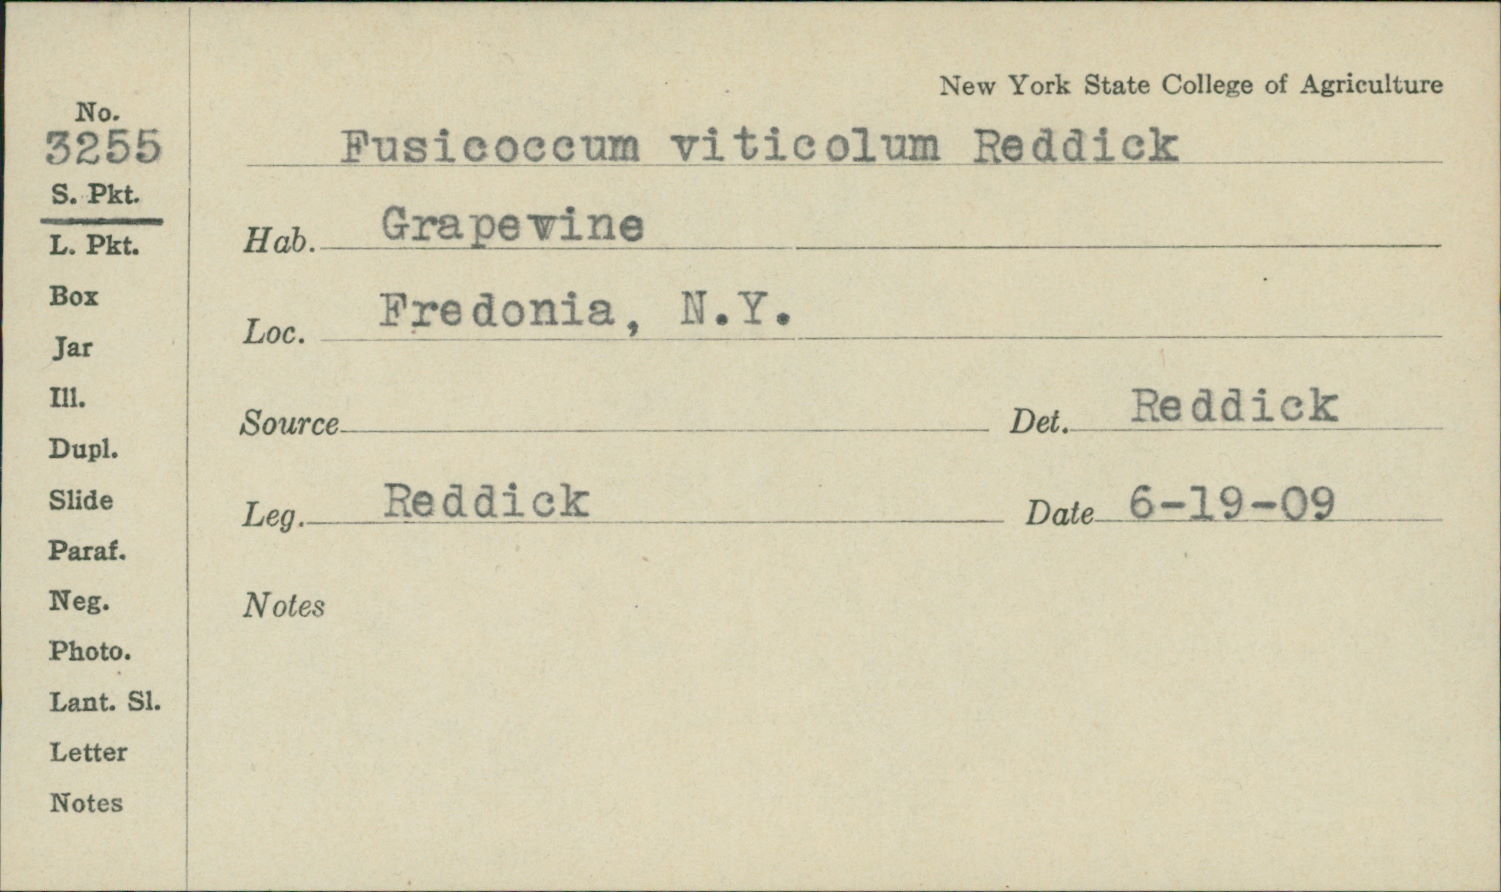 New York State College of Agriculture
No.
3255
S. Pkt.
L. Pkt.
Box
Jar
Ill.
Dupl.
Slide
Paraf.
Neg.
Photo.
Lant. Sl.
Letter
Notes
Fusicoccum viticolum Reddick
Hab. Grapevine
Loc. Fredonia, N.Y.
Source Det. Reddick
Leg. Reddick Date 6-19-09
Notes